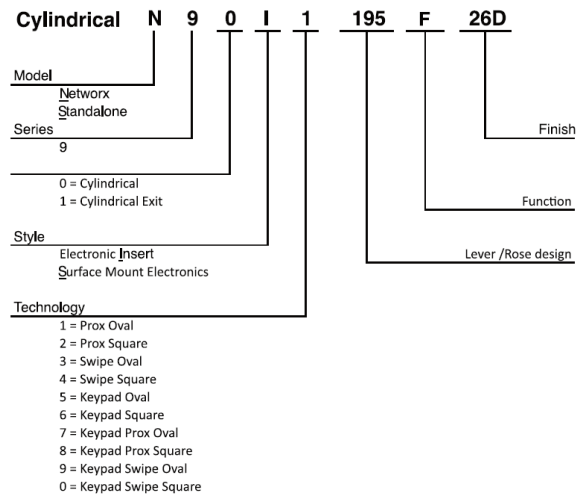 Cylindrical N 9 0 I 1 195 F 26D
Model
Networx
Standalone
Series
9
Finish
0 = Cylindrical
1 = Cylindrical Exit
Function
Style
Electronic Insert
Surface Mount Electronics
Lever /Rose design
Technology
1 = Prox Oval
2 = Prox Square
3 = Swipe Oval
4 = Swipe Square
5 = Keypad Oval
6 = Keypad Square
7 = Keypad Prox Oval
8 = Keypad Prox Square
9 = Keypad Swipe Oval
0 = Keypad Swipe Square